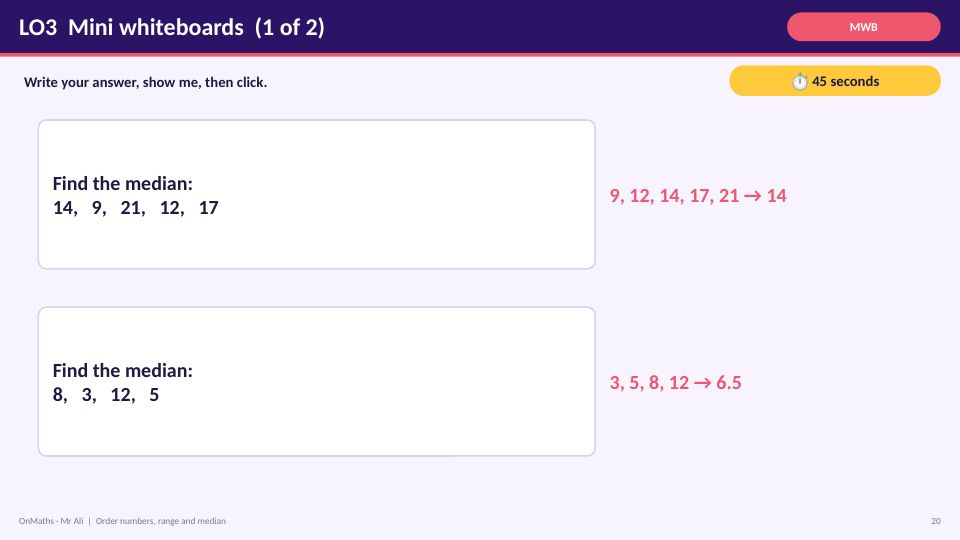 LO3  Mini whiteboards  (1 of 2)
MWB
Write your answer, show me, then click.
⏱ 45 seconds
Find the median:
14,   9,   21,   12,   17
9, 12, 14, 17, 21 → 14
Find the median:
8,   3,   12,   5
3, 5, 8, 12 → 6.5
OnMaths - Mr Ali  |  Order numbers, range and median
20